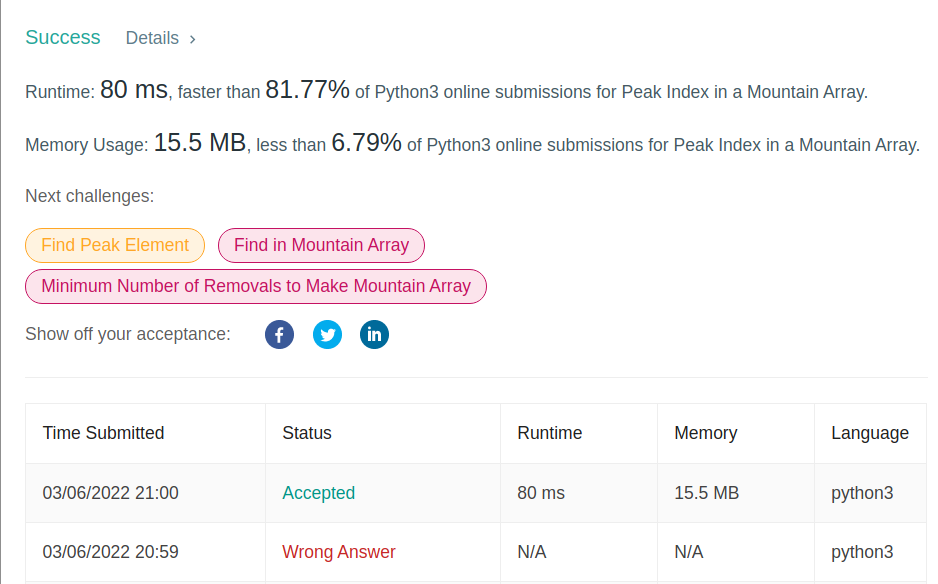 Success Details >
Runtime: 80 ms, faster than 81.77% of Python3 online submissions for Peak Index in a Mountain Array.
Memory Usage: 15.5 MB, less than 6.79% of Python3 online submissions for Peak Index in a Mountain Array.
Next challenges:
Find Peak Element Find in Mountain Array
Minimum Number of Removals to Make Mountain Array
Show off your acceptance: f in
Time Submitted Status Runtime Memory Language
03/06/2022 21:00 Accepted 80 ms 15.5 MB python3
03/06/2022 20:59 Wrong Answer N/A N/A python3